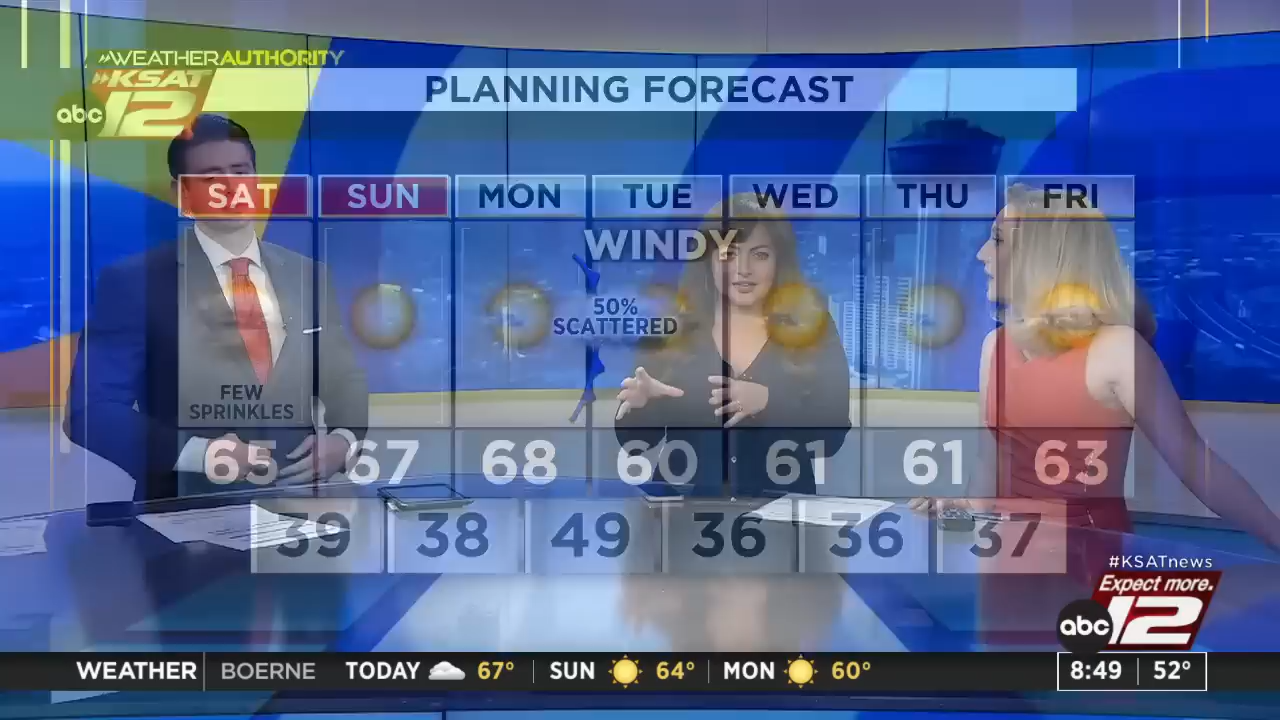 WEATHERAUTHORITY
KSAT
abc 12
PLANNING FORECAST
SAT SUN MON TUE WED THU FRI
WINDY
50%
SCATTERED
FEW
SPRINKLES
65 67 68 60 61 61 63
39 38 49 36 36 37
#KSATnews
Expect more.
abc 12
WEATHER BOERNE TODAY 67° SUN 64° MON 60° 8:49 52°